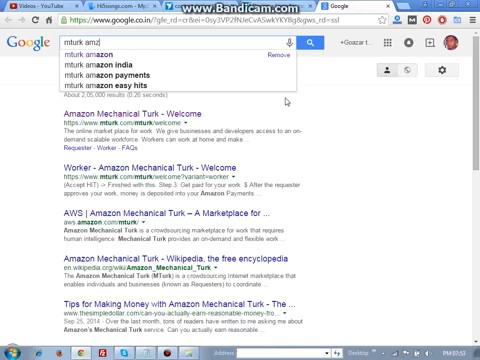 www.Bandicam.com
Videos - YouTube
https://www.google.co.in/?gfe_rd=cr&ei=0sy3VP2fNJeCvASwkYKYBg&gws_rd=ssl
Google
mturk amz
mturk amazon Remove
mturk amazon india
mturk amazon payments
mturk amazon easy hits
About 2,05,000 results (0.26 seconds)
Amazon Mechanical Turk - Welcome
https://www.mturk.com/mturk/welcome
The online market place for work. We give businesses and developers access to an on-
demand scalable workforce. Workers can work at home and make ...
Requester - Worker - FAQs
Worker - Amazon Mechanical Turk - Welcome
https://www.mturk.com/mturk/welcome?variant=worker
(Accept HIT) -> Finished with this. Step 3. Get paid for your work. $ After the requester
approves your work, money is deposited into your Amazon Payments ...
AWS | Amazon Mechanical Turk – A Marketplace for ...
aws.amazon.com/mturk/
Amazon Mechanical Turk is a crowdsourcing marketplace for work that requires
human intelligence. Mechanical Turk provides an on-demand and flexible work ...
Amazon Mechanical Turk - Wikipedia, the free encyclopedia
en.wikipedia.org/wiki/Amazon_Mechanical_Turk
The Amazon Mechanical Turk (MTurk) is a crowdsourcing Internet marketplace that enables
individuals and businesses (known as Requesters) to coordinate ...
Tips for Making Money with Amazon Mechanical Turk - The ...
www.thesimpledollar.com/can-you-actually-earn-reasonable-money-fro...
Sep 25, 2014 - Over the past month, tons of readers have written to me asking me about
Amazon's Mechanical Turk service. Can you actually earn reasonable...
Address
Desktop
PM 07:53